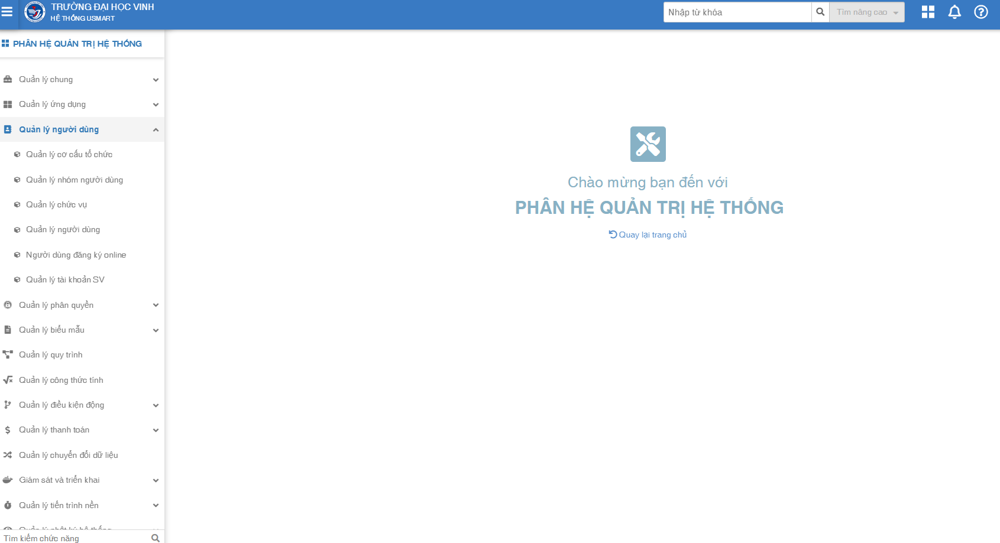 TRƯỜNG ĐẠI HỌC VINH
HỆ THỐNG USMART
Nhập từ khóa
Tìm nâng cao
PHÂN HỆ QUẢN TRỊ HỆ THỐNG
Quản lý chung
Quản lý ứng dụng
Quản lý người dùng
Quản lý cơ cấu tổ chức
Quản lý nhóm người dùng
Quản lý chức vụ
Quản lý người dùng
Người dùng đăng ký online
Quản lý tài khoản SV
Quản lý phân quyền
Quản lý biểu mẫu
Quản lý quy trình
Quản lý công thức tính
Quản lý điều kiện động
Quản lý thanh toán
Quản lý chuyển đổi dữ liệu
Giám sát và triển khai
Quản lý tiến trình nền
Quản lý nhật ký hệ thống
Tìm kiếm chức năng
Chào mừng bạn đến với
PHÂN HỆ QUẢN TRỊ HỆ THỐNG
Quay lại trang chủ